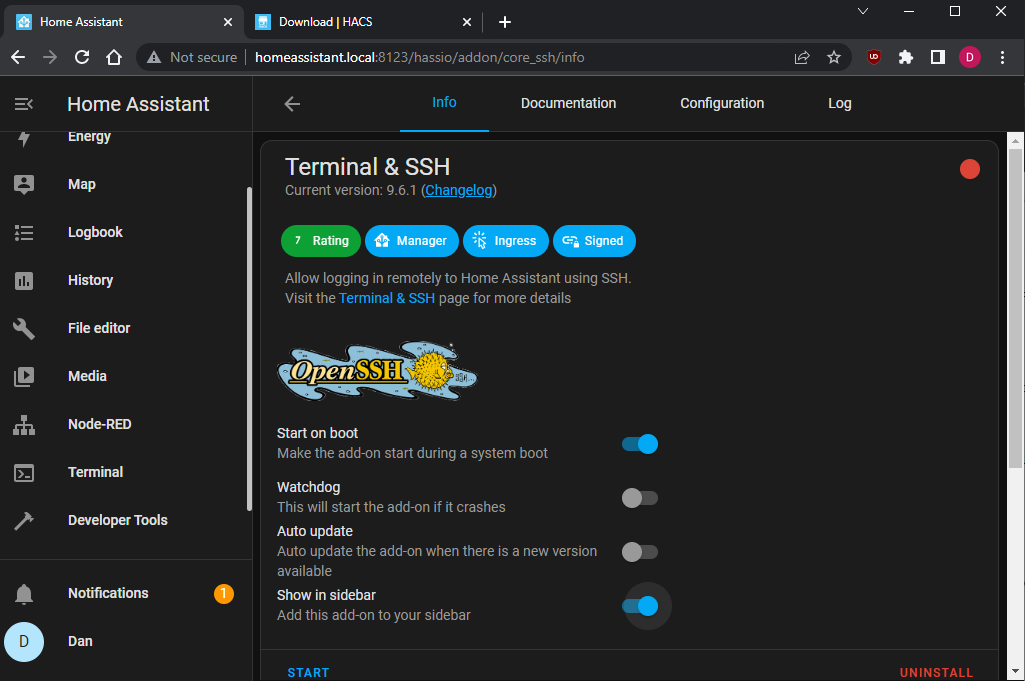 Home Assistant
Download | HACS
Not secure
homeassistant.local:8123/hassio/addon/core_ssh/info
UD
D
Home Assistant
Info
Documentation
Configuration
Log
Energy
Map
Logbook
History
File editor
Media
Node-RED
Terminal
Developer Tools
Notifications
1
D
Dan
Terminal & SSH
Current version: 9.6.1 (Changelog)
7 Rating
Manager
Ingress
Signed
Allow logging in remotely to Home Assistant using SSH.
Visit the Terminal & SSH page for more details
OpenSSH
Start on boot
Make the add-on start during a system boot
Watchdog
This will start the add-on if it crashes
Auto update
Auto update the add-on when there is a new version
available
Show in sidebar
Add this add-on to your sidebar
START
UNINSTALL